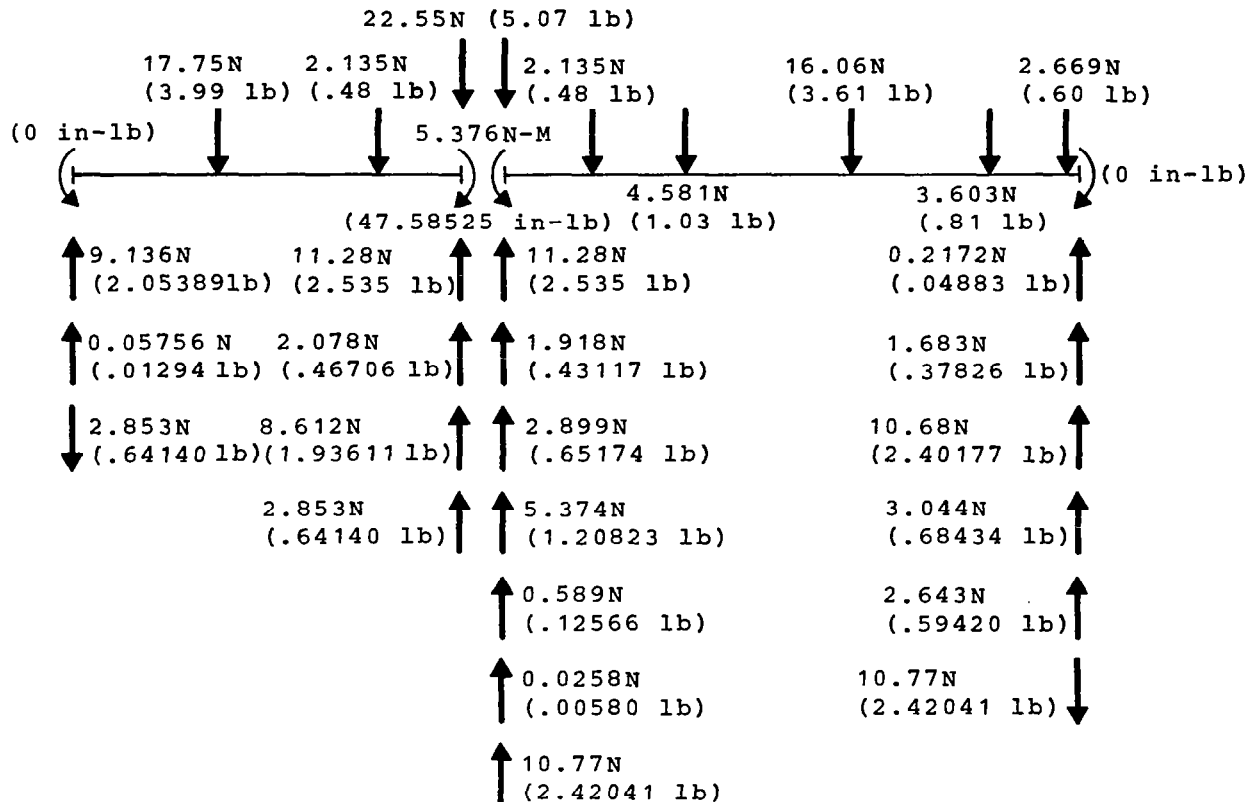 22.55N (5.07 lb)
17.75N 2.135N 2.135N 16.06N 2.669N
(3.99 lb) (.48 lb) (.48 lb) (3.61 lb) (.60 lb)
(0 in-lb) 5.376N-M
(0 in-lb)
4.581N 3.603N
(47.58525 in-lb) (1.03 lb) (.81 lb)
9.136N 11.28N 11.28N 0.2172N
(2.05389lb) (2.535 lb) (2.535 lb) (.04883 lb)
0.05756 N 2.078N 1.918N 1.683N
(.01294 lb) (.46706 lb) (.43117 lb) (.37826 lb)
2.853N 8.612N 2.899N 10.68N
(.64140 lb) (1.93611 lb) (.65174 lb) (2.40177 lb)
2.853N 5.374N 3.044N
(.64140 lb) (1.20823 lb) (.68434 lb)
0.589N 2.643N
(.12566 lb) (.59420 lb)
0.0258N 10.77N
(.00580 lb) (2.42041 lb)
10.77N
(2.42041 lb)